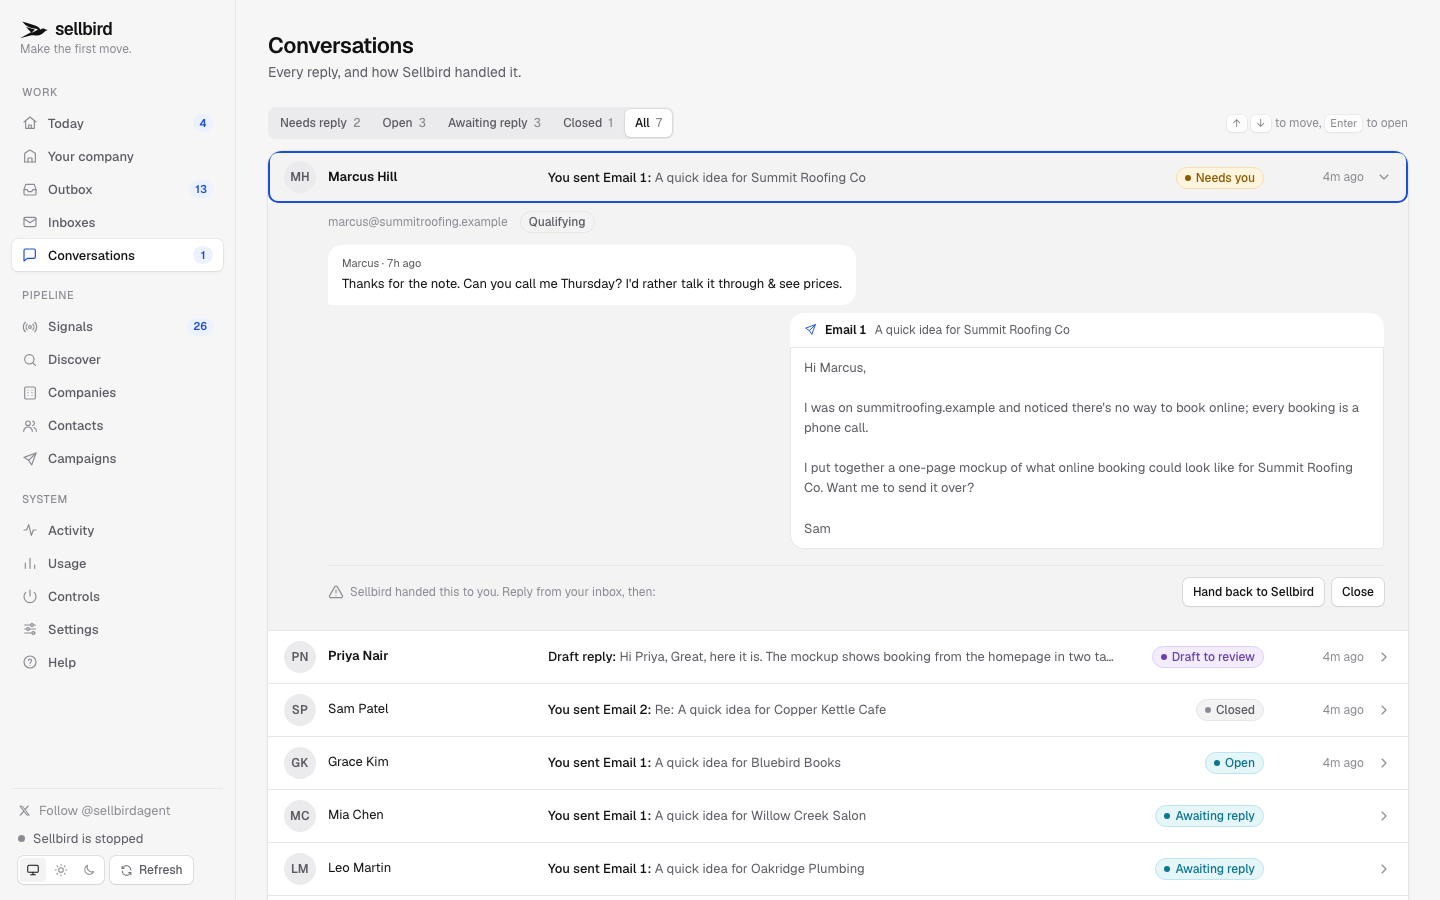 sellbird
Make the first move.
WORK
Today 4
Your company
Outbox 13
Inboxes
Conversations 1
PIPELINE
Signals 26
Discover
Companies
Contacts
Campaigns
SYSTEM
Activity
Usage
Controls
Settings
Help
Follow @sellbirdagent
Sellbird is stopped
Refresh
Conversations
Every reply, and how Sellbird handled it.
Needs reply 2 Open 3 Awaiting reply 3 Closed 1 All 7
↑ ↓ to move, Enter to open
MH Marcus Hill You sent Email 1: A quick idea for Summit Roofing Co Needs you 4m ago
marcus@summitroofing.example Qualifying
Marcus · 7h ago
Thanks for the note. Can you call me Thursday? I'd rather talk it through & see prices.
Email 1 A quick idea for Summit Roofing Co
Hi Marcus,
I was on summitroofing.example and noticed there's no way to book online; every booking is a
phone call.
I put together a one-page mockup of what online booking could look like for Summit Roofing
Co. Want me to send it over?
Sam
Sellbird handed this to you. Reply from your inbox, then: Hand back to Sellbird Close
PN Priya Nair Draft reply: Hi Priya, Great, here it is. The mockup shows booking from the homepage in two ta… Draft to review 4m ago
SP Sam Patel You sent Email 2: Re: A quick idea for Copper Kettle Cafe Closed 4m ago
GK Grace Kim You sent Email 1: A quick idea for Bluebird Books Open 4m ago
MC Mia Chen You sent Email 1: A quick idea for Willow Creek Salon Awaiting reply
LM Leo Martin You sent Email 1: A quick idea for Oakridge Plumbing Awaiting reply